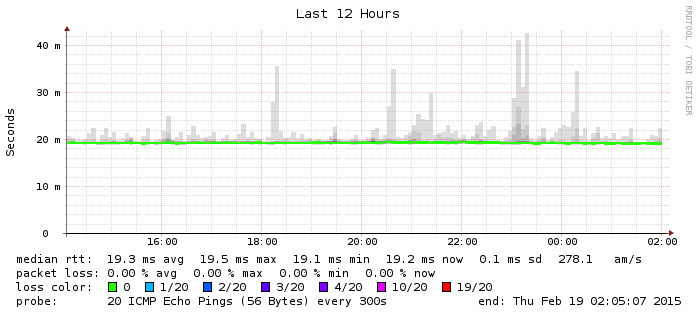 Last 12 Hours
RRDTOOL / TOBI OETIKER
Seconds
40 m
30 m
20 m
10 m
0
16:00 18:00 20:00 22:00 00:00 02:00
median rtt: 19.3 ms avg 19.5 ms max 19.1 ms min 19.2 ms now 0.1 ms sd 278.1 am/s
packet loss: 0.00 % avg 0.00 % max 0.00 % min 0.00 % now
loss color: 0 1/20 2/20 3/20 4/20 10/20 19/20
probe: 20 ICMP Echo Pings (56 Bytes) every 300s end: Thu Feb 19 02:05:07 2015